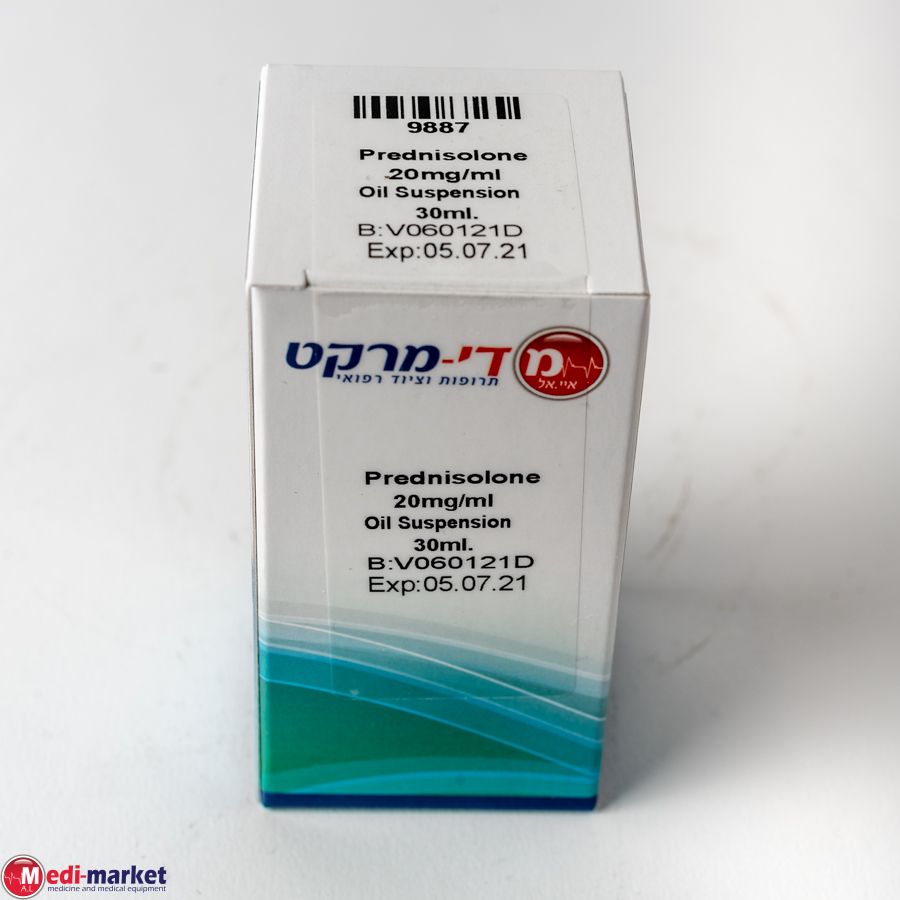 9887
Prednisolone
20mg/ml
Oil Suspension
30ml.
B:V060121D
Exp:05.07.21
מדי-מרקט
תרופות וציוד רפואי
איי.אל
Prednisolone
20mg/ml
Oil Suspension
30ml.
B:V060121D
Exp:05.07.21
Medi-market
A.L
medicine and medical equipment